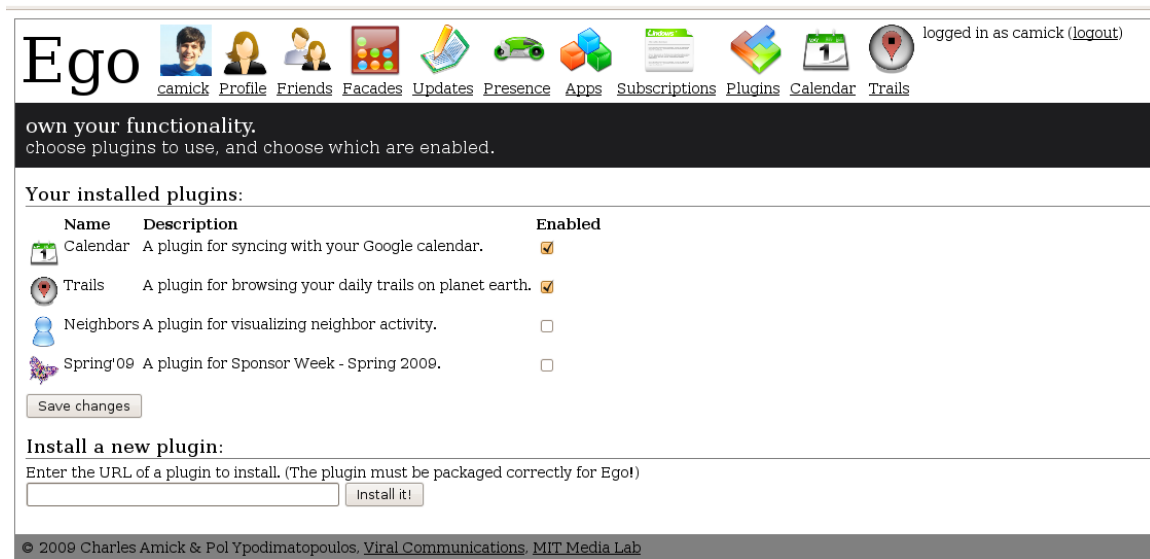 Ego
camick Profile Friends Facades Updates Presence Apps Subscriptions Plugins Calendar Trails
logged in as camick (logout)
own your functionality.
choose plugins to use, and choose which are enabled.
Your installed plugins:
Name Description Enabled
Calendar A plugin for syncing with your Google calendar.
Trails A plugin for browsing your daily trails on planet earth.
Neighbors A plugin for visualizing neighbor activity.
Spring'09 A plugin for Sponsor Week - Spring 2009.
Save changes
Install a new plugin:
Enter the URL of a plugin to install. (The plugin must be packaged correctly for Ego!)
Install it!
© 2009 Charles Amick & Pol Ypodimatopoulos, Viral Communications, MIT Media Lab